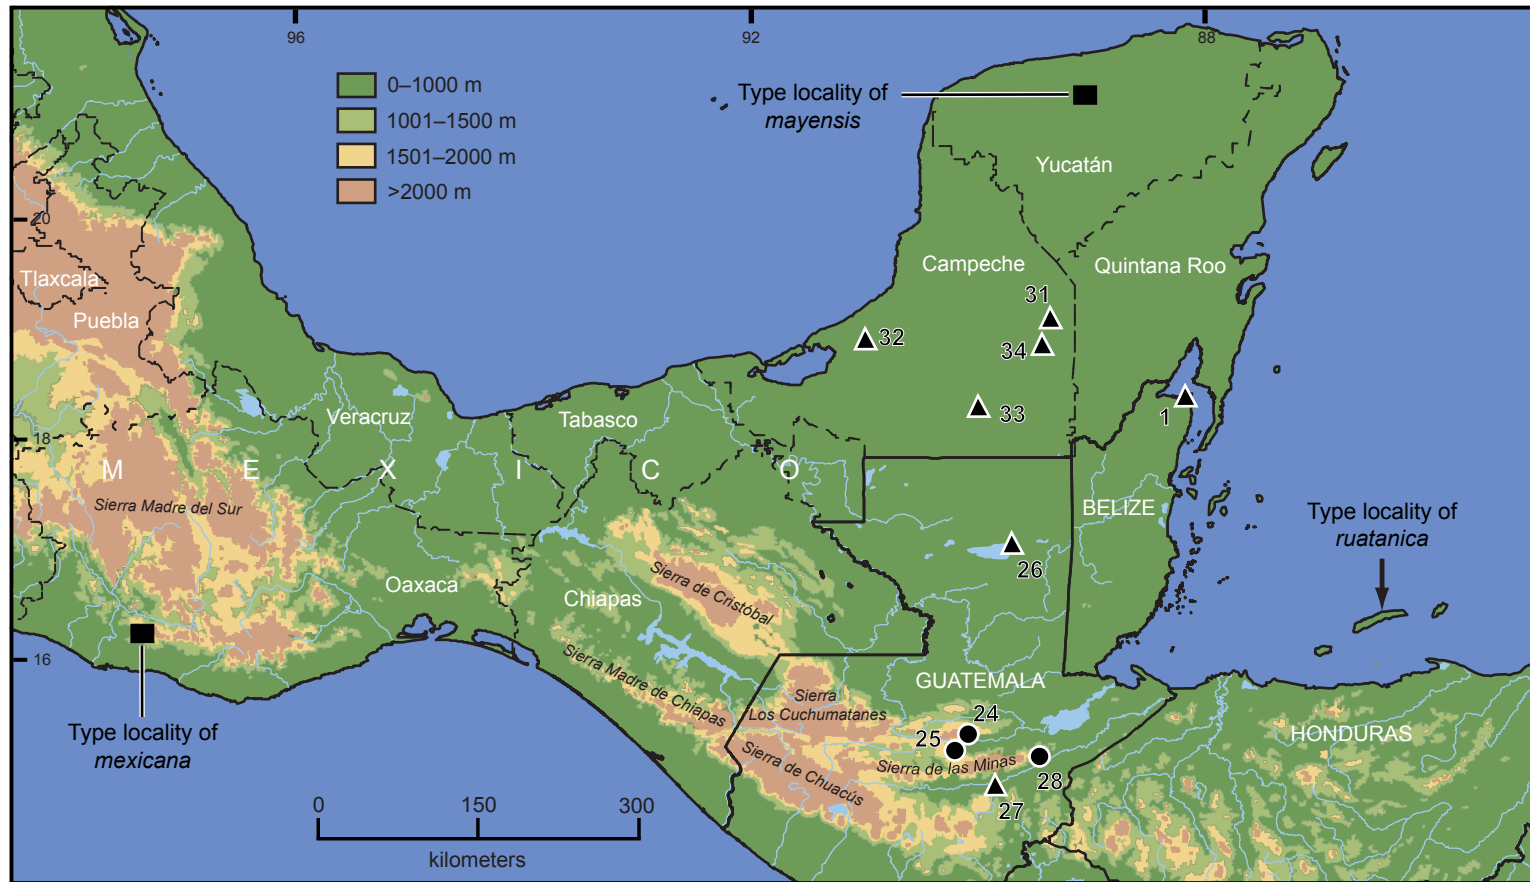 96
92
88
0–1000 m
1001–1500 m
1501–2000 m
>2000 m
Type locality of
mayensis
Yucatán
20
Tlaxcala
Puebla
Campeche
Quintana Roo
31
32
34
33
1
Veracruz
Tabasco
18
M E X I C O
Sierra Madre del Sur
BELIZE
Type locality of
ruatanica
26
Oaxaca
Chiapas
Sierra de Cristóbal
16
Sierra Madre de Chiapas
GUATEMALA
Sierra
Los Cuchumatanes
24
25
Sierra de las Minas
28
27
HONDURAS
Sierra de Chuacús
Type locality of
mexicana
0 150 300
kilometers